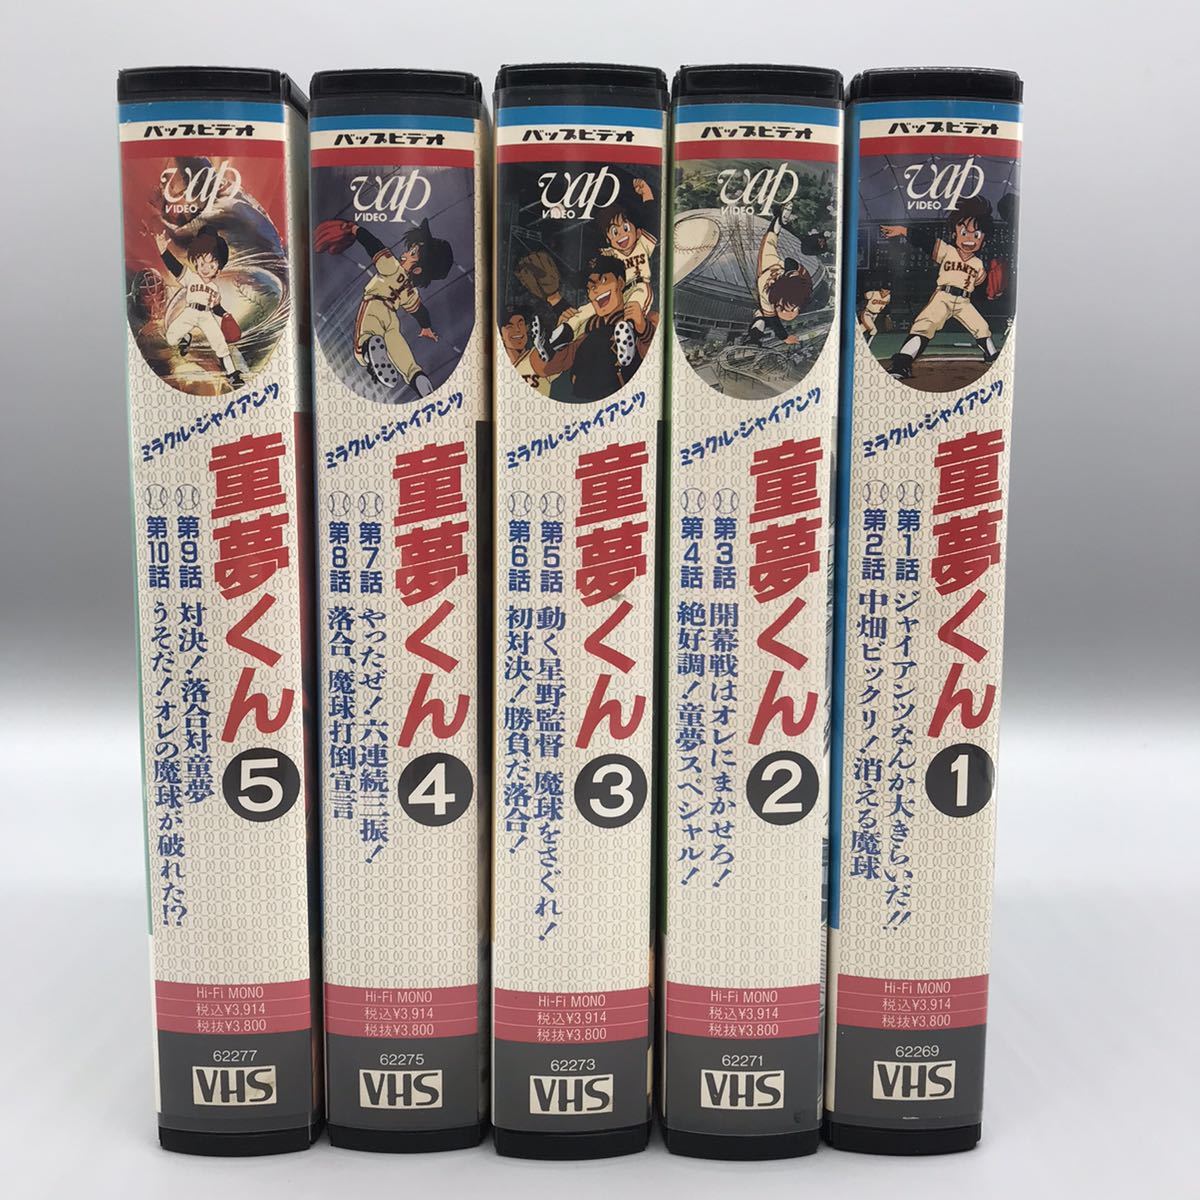 バップビデオ
vap
VIDEO
GIANTS
ミラクル・ジャイアンツ
童夢くん
5
第9話 対決!落合対童夢
第10話 うそだ!オレの魔球が破れた!?
Hi-Fi MONO
税込¥3,914
税抜¥3,800
62277
VHS
バップビデオ
vap
VIDEO
ミラクル・ジャイアンツ
童夢くん
4
第7話 やったぜ!六連続三振!
第8話 落合、魔球打倒宣言
Hi-Fi MONO
税込¥3,914
税抜¥3,800
62275
VHS
バップビデオ
vap
VIDEO
ミラクル・ジャイアンツ
童夢くん
3
第5話 動く星野監督 魔球をさぐれ!
第6話 初対決!勝負だ落合!
Hi-Fi MONO
税込¥3,914
税抜¥3,800
62273
VHS
バップビデオ
vap
VIDEO
ミラクル・ジャイアンツ
童夢くん
2
第3話 開幕戦はオレにまかせろ!
第4話 絶好調!童夢スペシャル!
Hi-Fi MONO
税込¥3,914
税抜¥3,800
62271
VHS
バップビデオ
vap
VIDEO
GIANTS
ミラクル・ジャイアンツ
童夢くん
1
第1話 ジャイアンツなんか大きらいだ!!
第2話 中畑ビックリ!消える魔球
Hi-Fi MONO
税込¥3,914
税抜¥3,800
62269
VHS